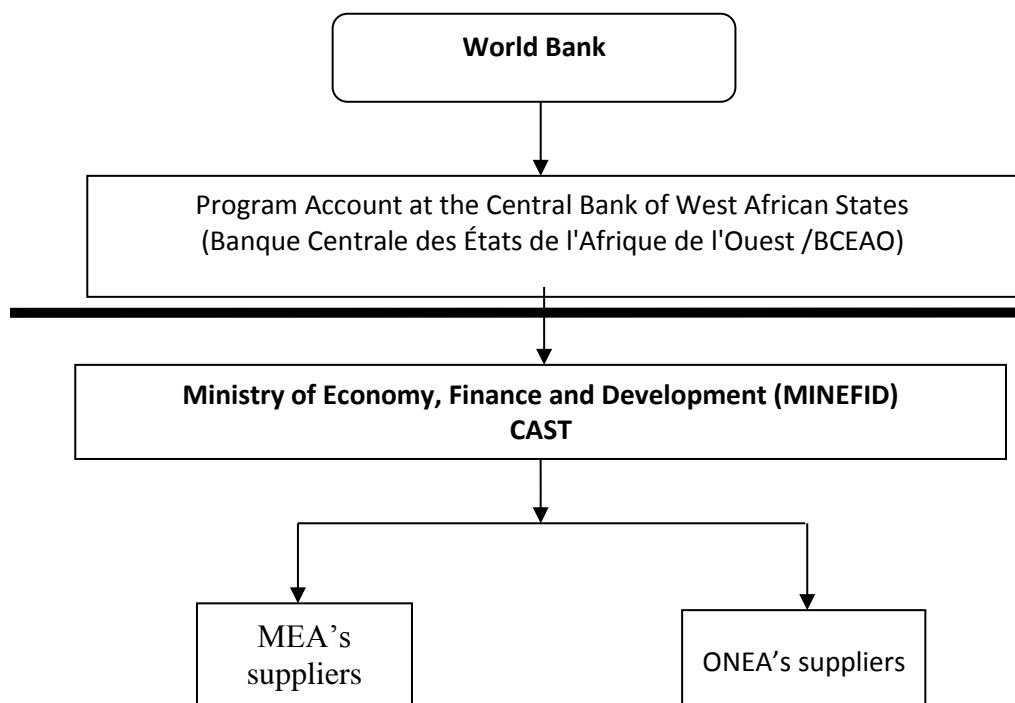 World Bank
Program Account at the Central Bank of West African States
(Banque Centrale des États de l'Afrique de l'Ouest /BCEAO)
Ministry of Economy, Finance and Development (MINEFID)
CAST
MEA’s
suppliers
ONEA’s suppliers